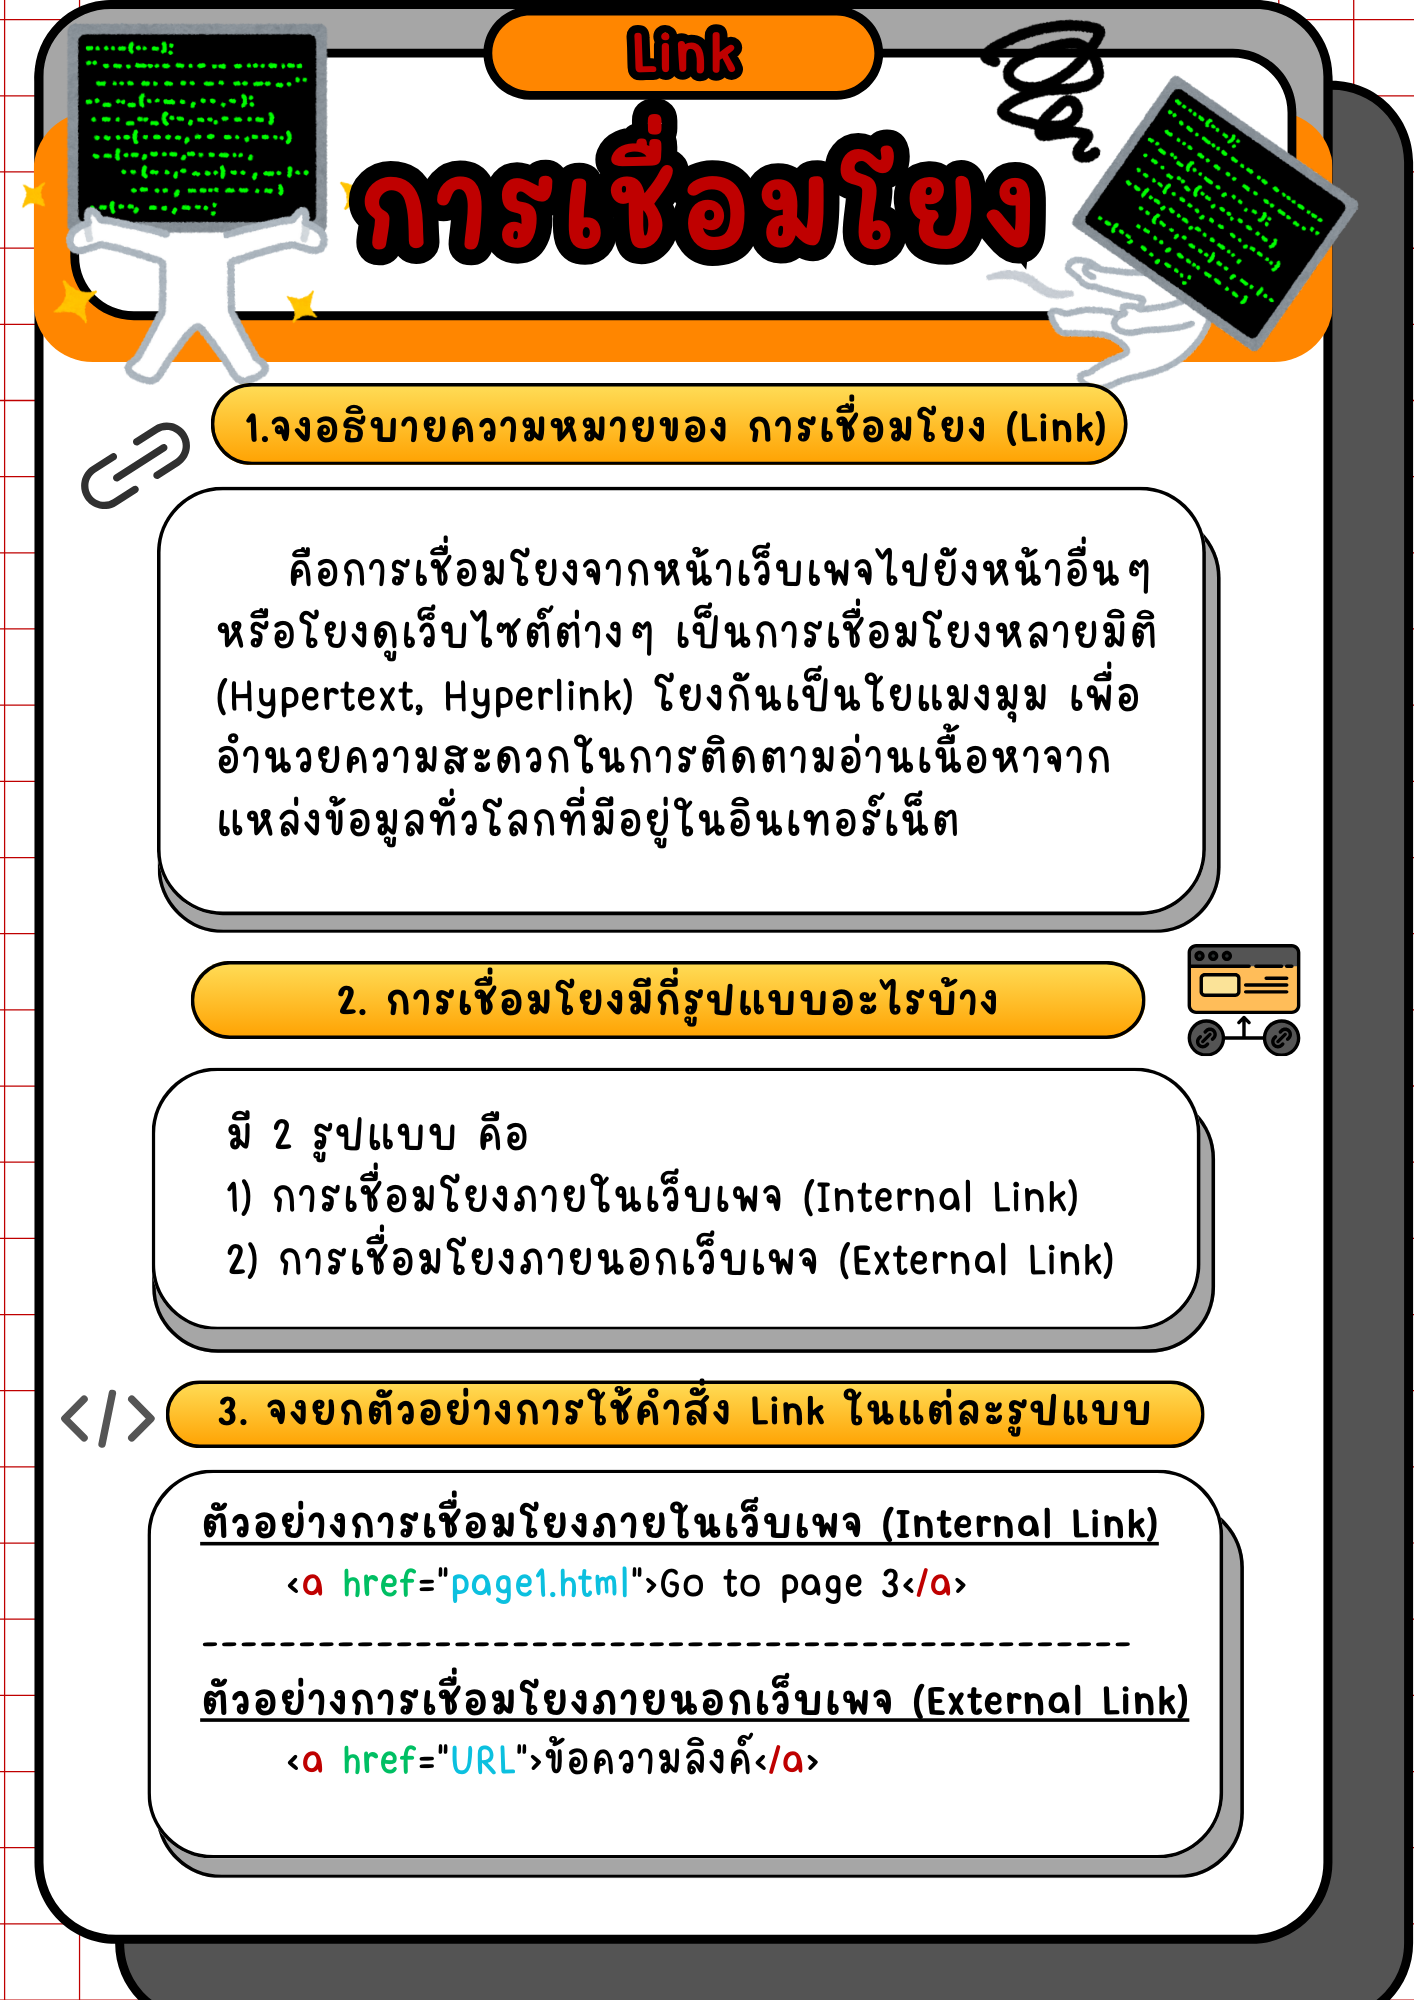 Link
การเชื่อมโยง
1.จงอธิบายความหมายของ การเชื่อมโยง (Link)
คือการเชื่อมโยงจากหน้าเว็บเพจไปยังหน้าอื่นๆ
หรือโยงดูเว็บไซต์ต่างๆ เป็นการเชื่อมโยงหลายมิติ
(Hypertext, Hyperlink) โยงกันเป็นใยแมงมุม เพื่อ
อำนวยความสะดวกในการติดตามอ่านเนื้อหาจาก
แหล่งข้อมูลทั่วโลกที่มีอยู่ในอินเทอร์เน็ต
2. การเชื่อมโยงมีกี่รูปแบบอะไรบ้าง
มี 2 รูปแบบ คือ
1) การเชื่อมโยงภายในเว็บเพจ (Internal Link)
2) การเชื่อมโยงภายนอกเว็บเพจ (External Link)
3. จงยกตัวอย่างการใช้คำสั่ง Link ในแต่ละรูปแบบ
ตัวอย่างการเชื่อมโยงภายในเว็บเพจ (Internal Link)
<a href="page1.html">Go to page 3</a>
------------------------------------------------
ตัวอย่างการเชื่อมโยงภายนอกเว็บเพจ (External Link)
<a href="URL">ข้อความลิงค์</a>